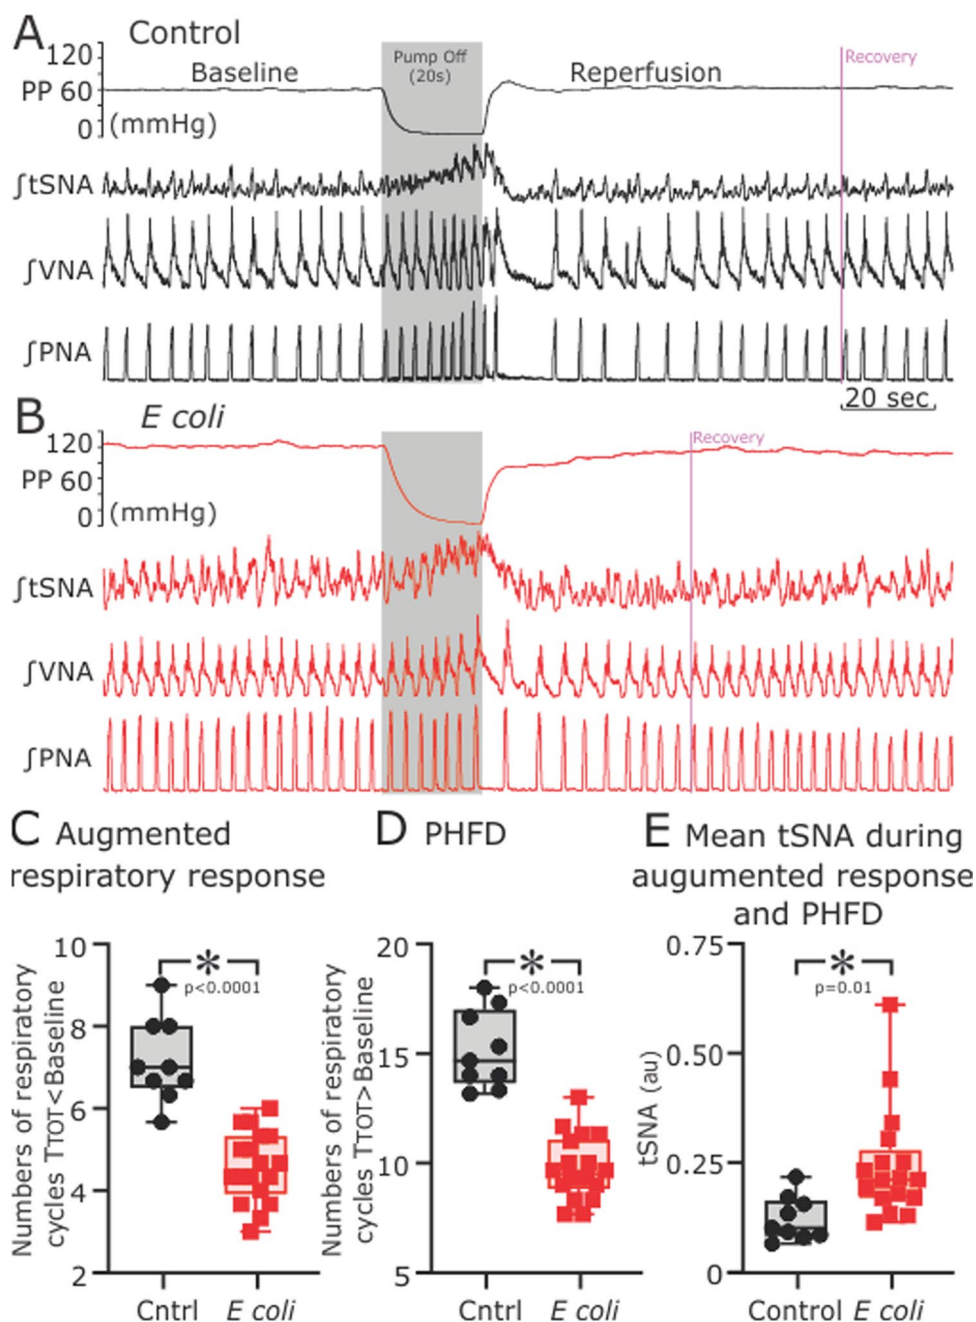 A Control
120
PP 60
0 (mmHg)
Baseline
Pump Off
(20s)
Reperfusion
Recovery
∫tSNA
∫VNA
∫PNA
20 sec
B E coli
120
PP 60
0 (mmHg)
Recovery
∫tSNA
∫VNA
∫PNA
C Augmented
respiratory response
10
8
6
4
2
Numbers of respiratory
cycles TTOT<Baseline
*
p<0.0001
Cntrl E coli
D PHFD
20
15
10
5
Numbers of respiratory
cycles TTOT>Baseline
*
p<0.0001
Cntrl E coli
E Mean tSNA during
augumented response
and PHFD
0.75
0.50
0.25
0
tSNA (au)
*
p=0.01
Control E coli